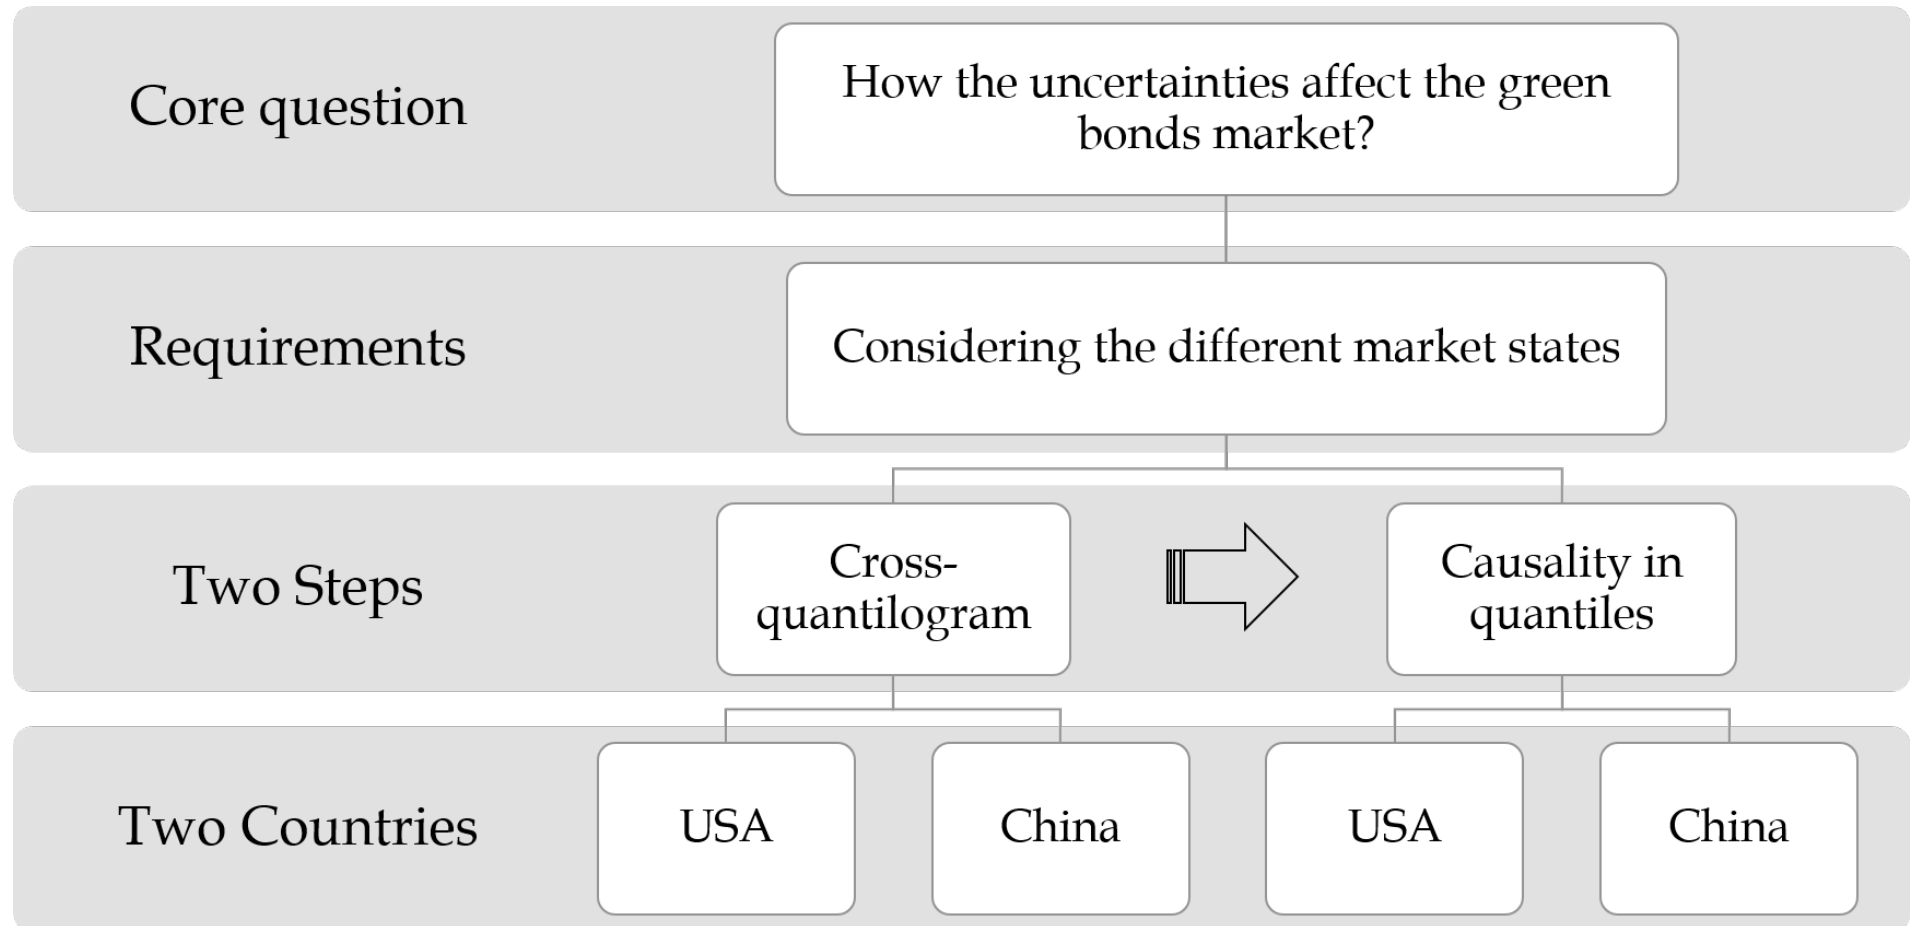 Core question
How the uncertainties affect the green
bonds market?
Requirements
Considering the different market states
Two Steps
Cross-
quantilogram
Causality in
quantiles
Two Countries
USA
China
USA
China